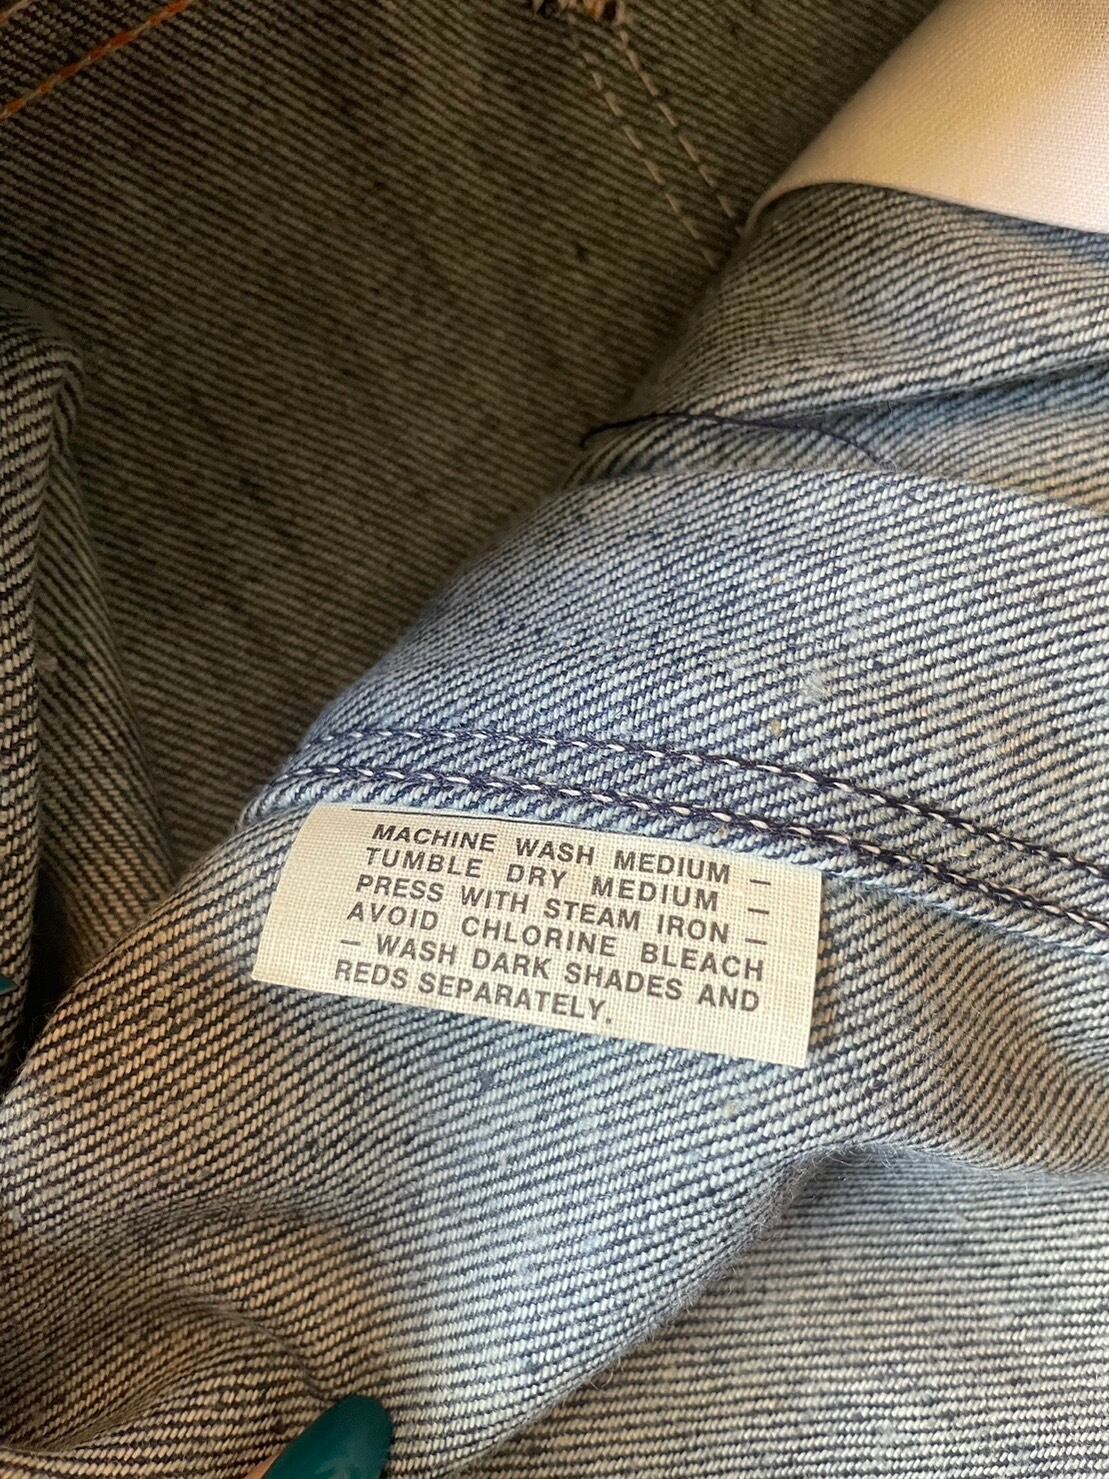 MACHINE WASH MEDIUM –
TUMBLE DRY MEDIUM –
PRESS WITH STEAM IRON –
AVOID CHLORINE BLEACH
– WASH DARK SHADES AND
REDS SEPARATELY.